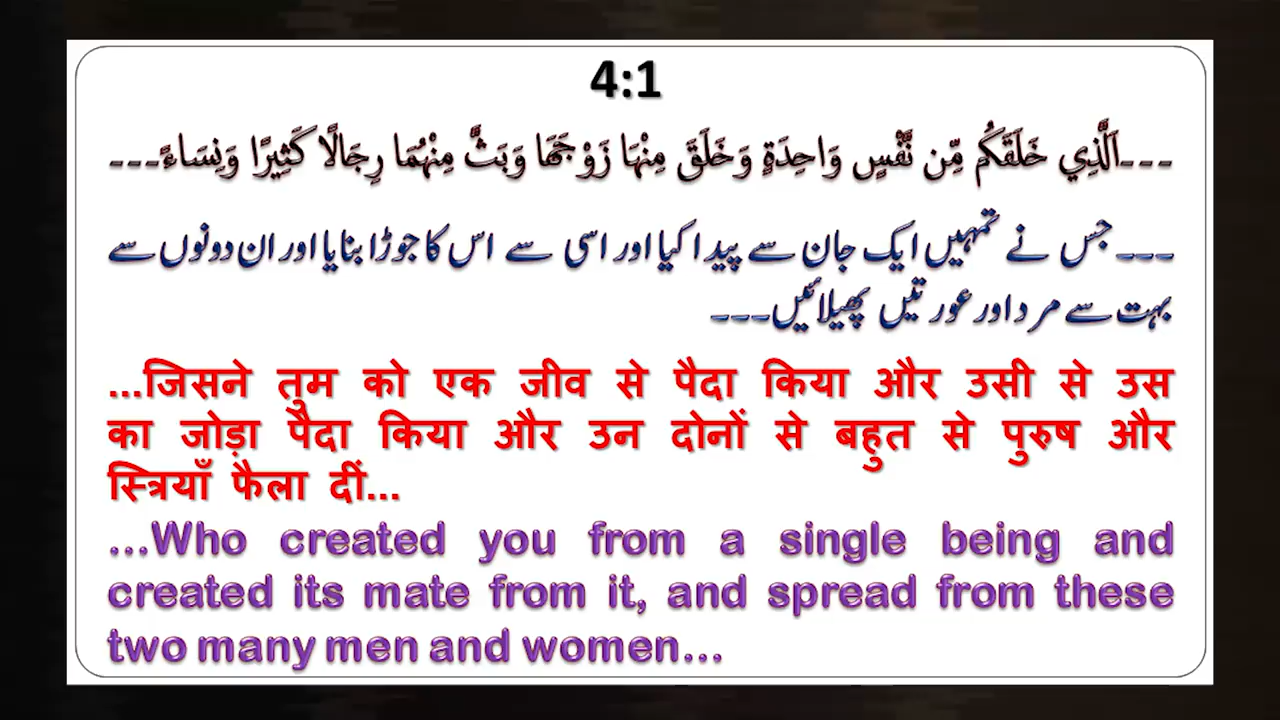 4:1
---اَلَّذِي خَلَقَكُم مِّن نَّفْسٍ وَاحِدَةٍ وَخَلَقَ مِنْهَا زَوْجَهَا وَبَثَّ مِنْهُمَا رِجَالًا كَثِيرًا وَنِسَاءً---
---جس نے تمہیں ایک جان سے پیدا کیا اور اسی سے اس کا جوڑا بنایا اور ان دونوں سے
بہت سے مرد اور عورتیں پھیلائیں---
...जिसने तुम को एक जीव से पैदा किया और उसी से उस
का जोड़ा पैदा किया और उन दोनों से बहुत से पुरुष और
स्त्रियाँ फैला दीं...
...Who created you from a single being and
created its mate from it, and spread from these
two many men and women...